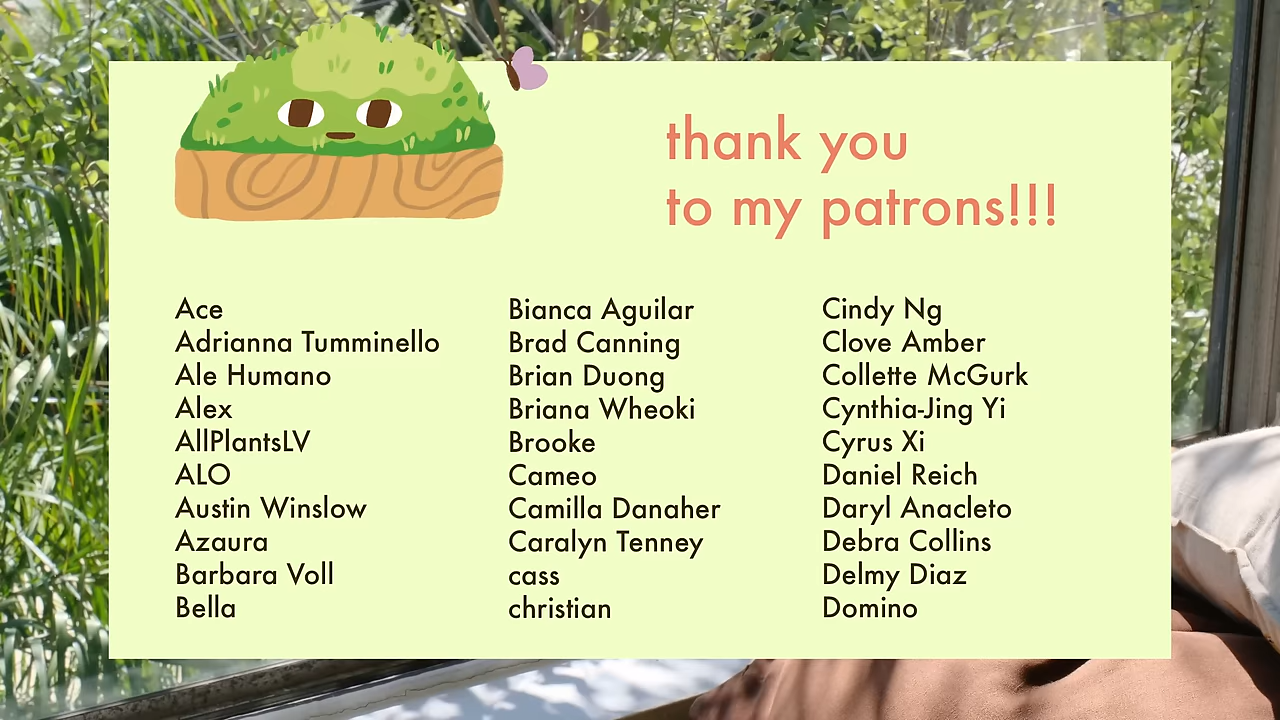 thank you
to my patrons!!!
Ace
Adrianna Tumminello
Ale Humano
Alex
AllPlantsLV
ALO
Austin Winslow
Azaura
Barbara Voll
Bella
Bianca Aguilar
Brad Canning
Brian Duong
Briana Wheoki
Brooke
Cameo
Camilla Danaher
Caralyn Tenney
cass
christian
Cindy Ng
Clove Amber
Collette McGurk
Cynthia-Jing Yi
Cyrus Xi
Daniel Reich
Daryl Anacleto
Debra Collins
Delmy Diaz
Domino